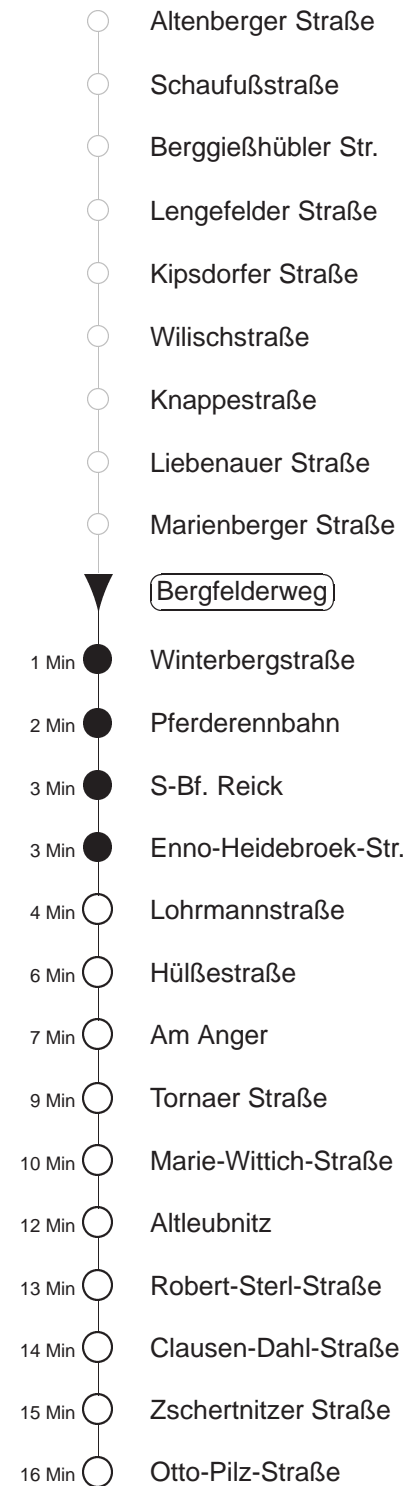 Altenberger Straße
Schaufußstraße
Berggießhübler Str.
Lengefelder Straße
Kipsdorfer Straße
Wilischstraße
Knappestraße
Liebenauer Straße
Marienberger Straße
Bergfelderweg
1 Min Winterbergstraße
2 Min Pferderennbahn
3 Min S-Bf. Reick
3 Min Enno-Heidebroek-Str.
4 Min Lohrmannstraße
6 Min Hülßestraße
7 Min Am Anger
9 Min Tornaer Straße
10 Min Marie-Wittich-Straße
12 Min Altleubnitz
13 Min Robert-Sterl-Straße
14 Min Clausen-Dahl-Straße
15 Min Zschertnitzer Straße
16 Min Otto-Pilz-Straße